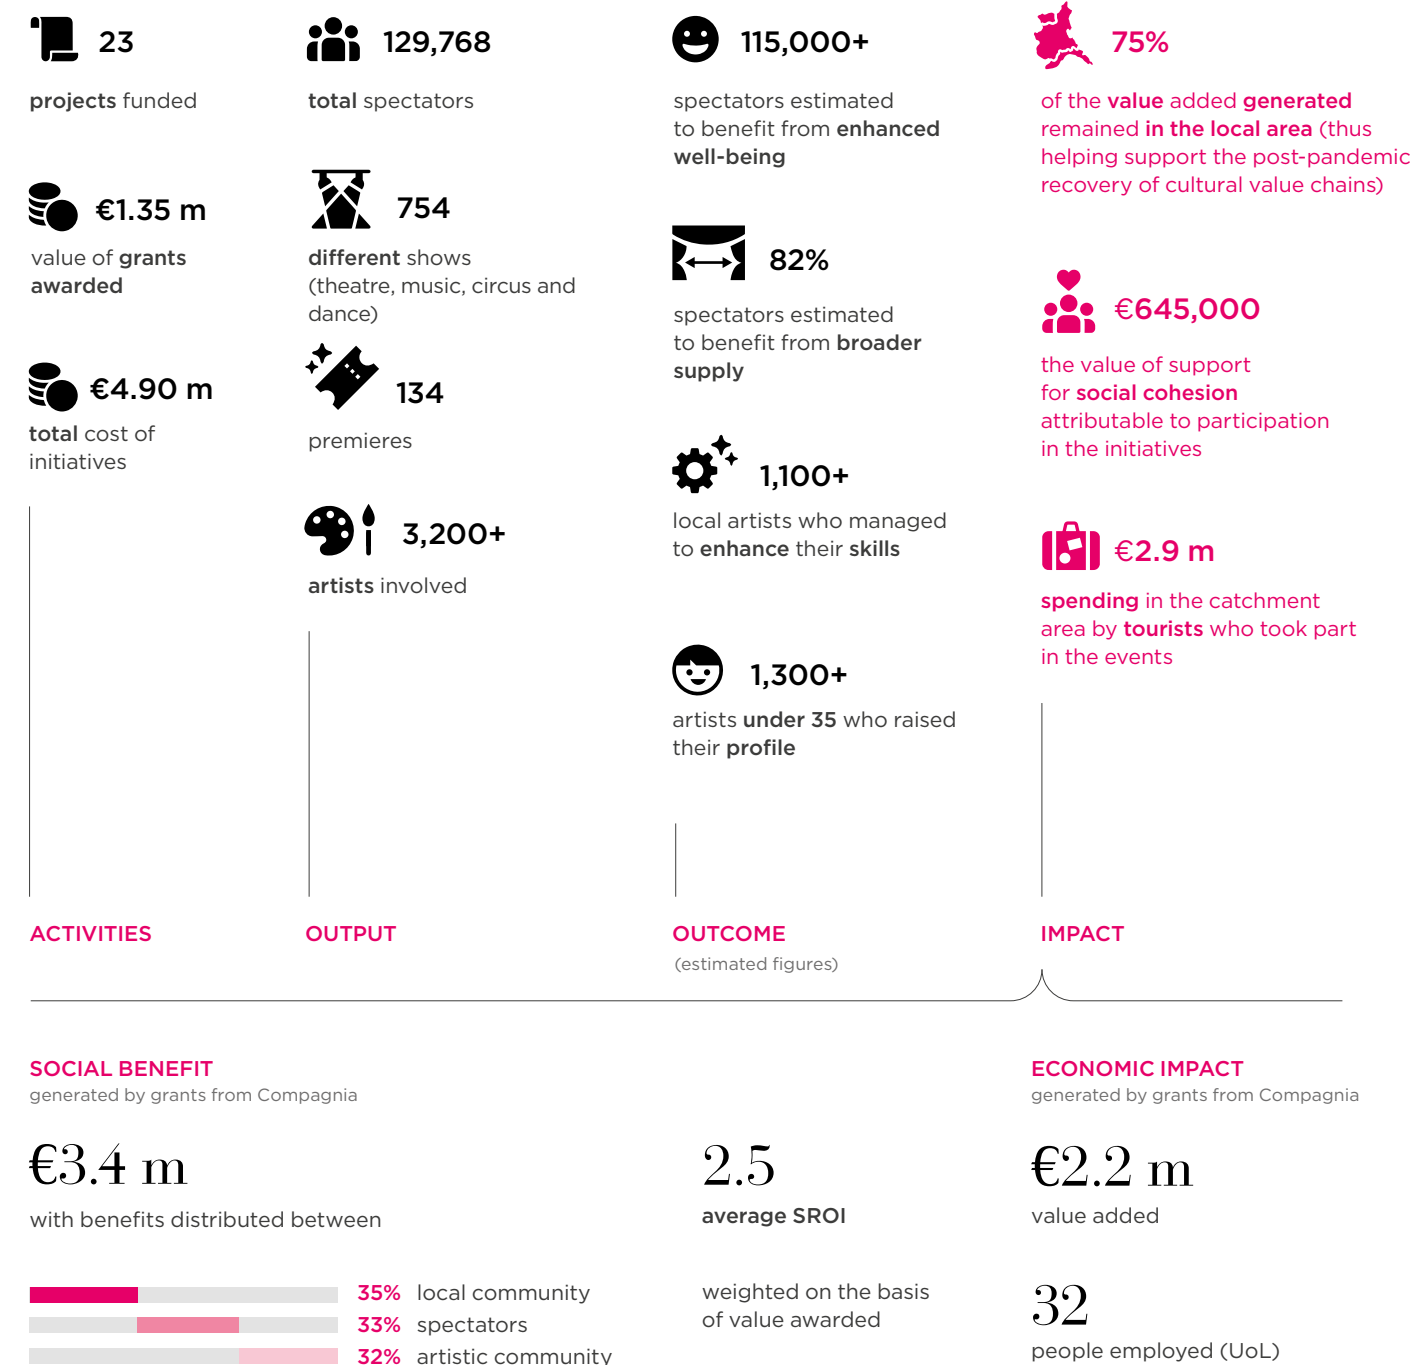 23
projects funded
€1.35 m
value of grants
awarded
€4.90 m
total cost of
initiatives
ACTIVITIES
129,768
total spectators
754
different shows
(theatre, music, circus and
dance)
134
premieres
3,200+
artists involved
OUTPUT
115,000+
spectators estimated
to benefit from enhanced
well-being
82%
spectators estimated
to benefit from broader
supply
1,100+
local artists who managed
to enhance their skills
1,300+
artists under 35 who raised
their profile
OUTCOME
(estimated figures)
75%
of the value added generated
remained in the local area (thus
helping support the post-pandemic
recovery of cultural value chains)
€645,000
the value of support
for social cohesion
attributable to participation
in the initiatives
€2.9 m
spending in the catchment
area by tourists who took part
in the events
IMPACT
SOCIAL BENEFIT
generated by grants from Compagnia
€3.4 m
with benefits distributed between
35% local community
33% spectators
32% artistic community
2.5
average SROI
weighted on the basis
of value awarded
ECONOMIC IMPACT
generated by grants from Compagnia
€2.2 m
value added
32
people employed (UoL)